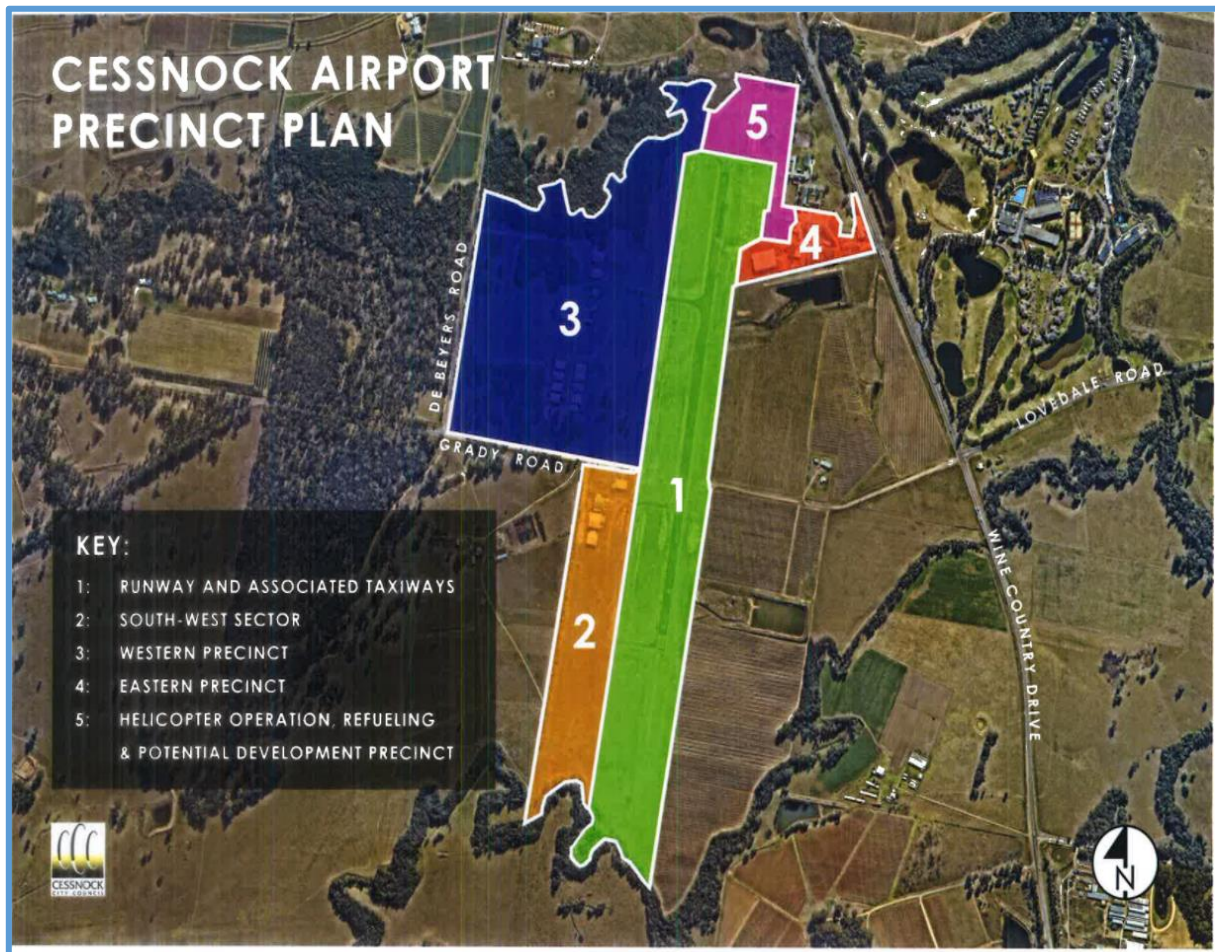 CESSNOCK AIRPORT
PRECINCT PLAN
5
4
3
DE BEYERS ROAD
LOVEDALE ROAD
GRADY ROAD
1
2
WINE COUNTRY DRIVE
KEY:
1: RUNWAY AND ASSOCIATED TAXIWAYS
2: SOUTH-WEST SECTOR
3: WESTERN PRECINCT
4: EASTERN PRECINCT
5: HELICOPTER OPERATION, REFUELING
& POTENTIAL DEVELOPMENT PRECINCT
CESSNOCK
CITY COUNCIL
N